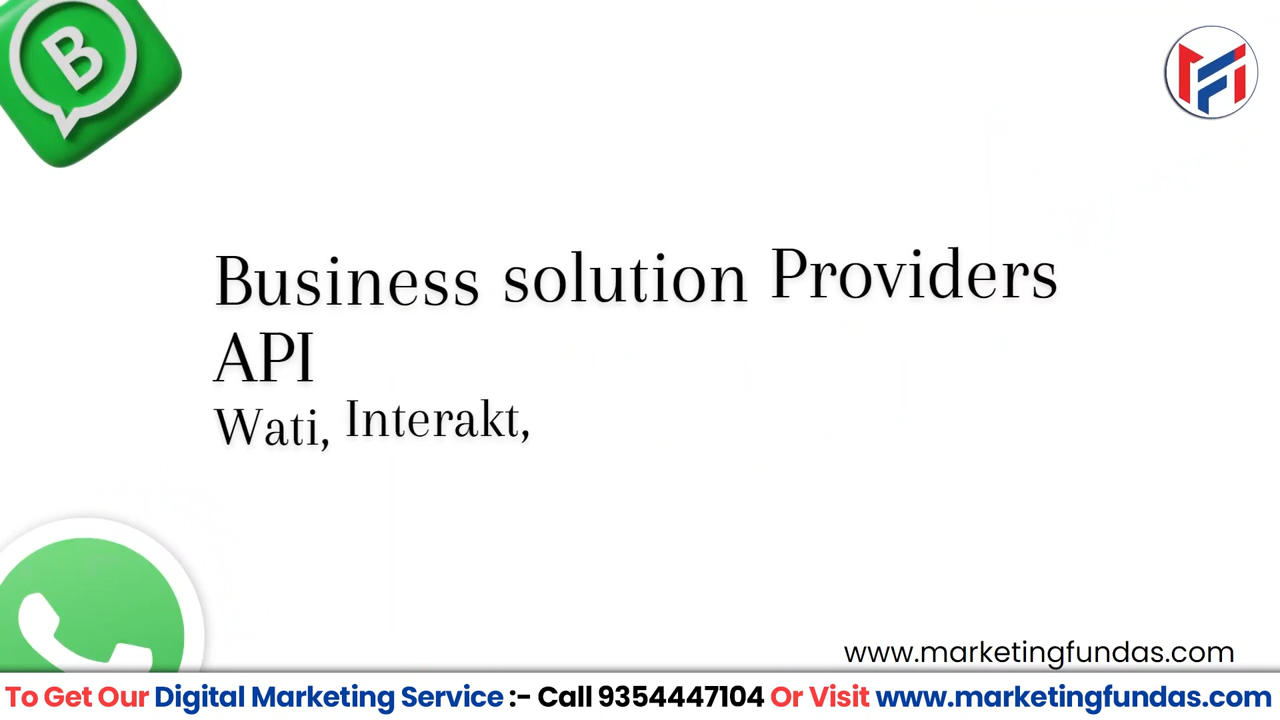 B
Business solution Providers
API
Wati, Interakt,
www.marketingfundas.com
To Get Our Digital Marketing Service :- Call 9354447104 Or Visit www.marketingfundas.com